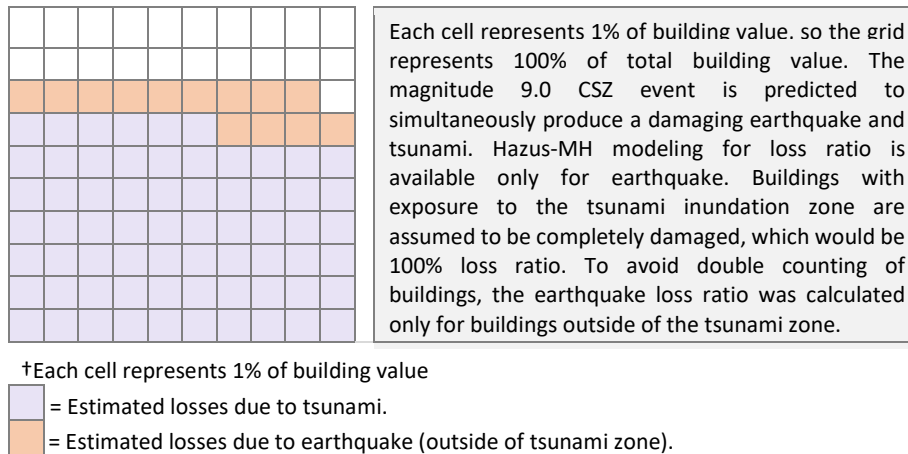 Each cell represents 1% of building value. so the grid
represents 100% of total building value. The
magnitude 9.0 CSZ event is predicted to
simultaneously produce a damaging earthquake and
tsunami. Hazus-MH modeling for loss ratio is
available only for earthquake. Buildings with
exposure to the tsunami inundation zone are
assumed to be completely damaged, which would be
100% loss ratio. To avoid double counting of
buildings, the earthquake loss ratio was calculated
only for buildings outside of the tsunami zone.
†Each cell represents 1% of building value
= Estimated losses due to tsunami.
= Estimated losses due to earthquake (outside of tsunami zone).